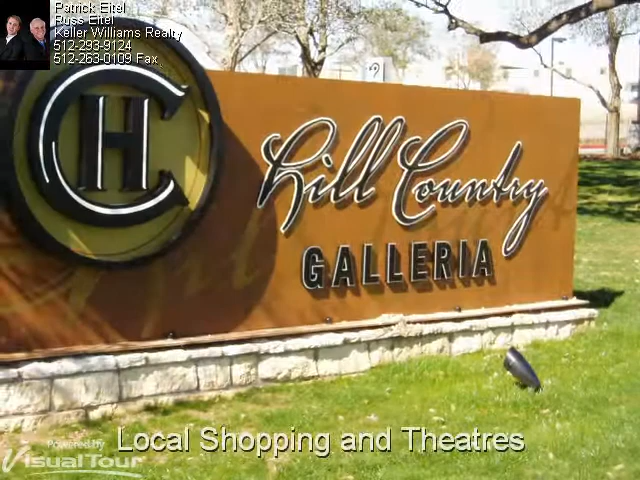 Patrick Eitel
Russ Eitel
Keller Williams Realty
512-293-9124
512-263-0109 Fax
CH
Hill Country
GALLERIA
Local Shopping and Theatres
Powered by
VisualTour